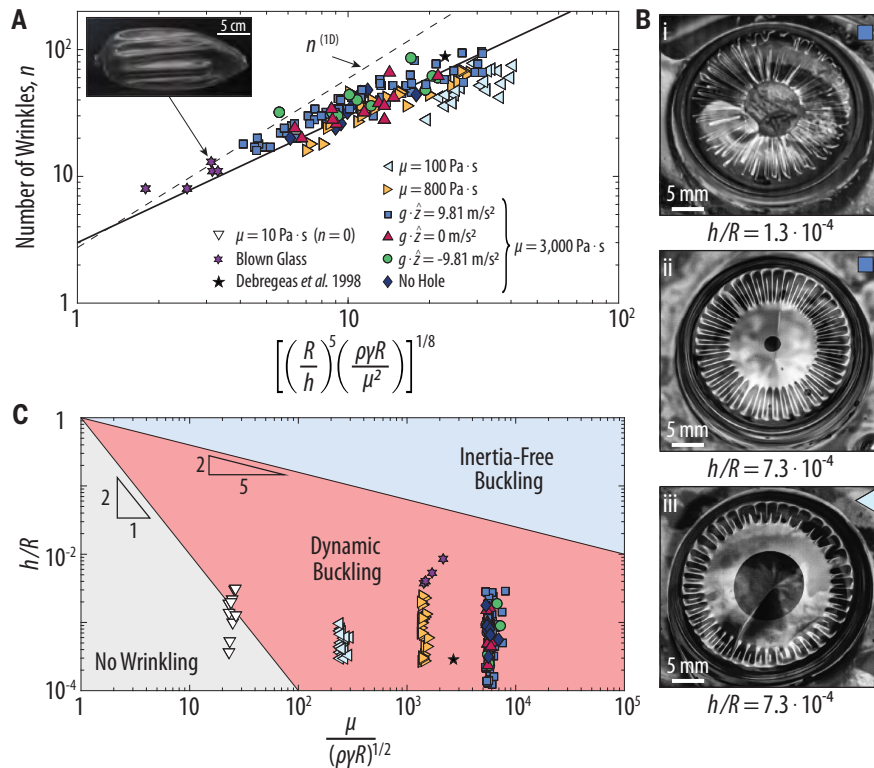 A
5 cm
10²
n⁽¹ᴰ⁾
Number of Wrinkles, n
10
1
μ = 100 Pa·s
μ = 800 Pa·s
g·ẑ = 9.81 m/s²
g·ẑ = 0 m/s²
g·ẑ = -9.81 m/s²
No Hole
μ = 3,000 Pa·s
μ = 10 Pa·s (n = 0)
Blown Glass
Debregeas et al. 1998
1
10
10²
[(R/h)⁵(ργR/μ²)]^1/8
B
i
5 mm
h/R = 1.3·10⁻⁴
ii
5 mm
h/R = 7.3·10⁻⁴
iii
5 mm
h/R = 7.3·10⁻⁴
C
1
h/R
10⁻²
10⁻⁴
2
5
2
1
Inertia-Free
Buckling
Dynamic
Buckling
No Wrinkling
1
10
10²
10³
10⁴
10⁵
μ/(ργR)^1/2